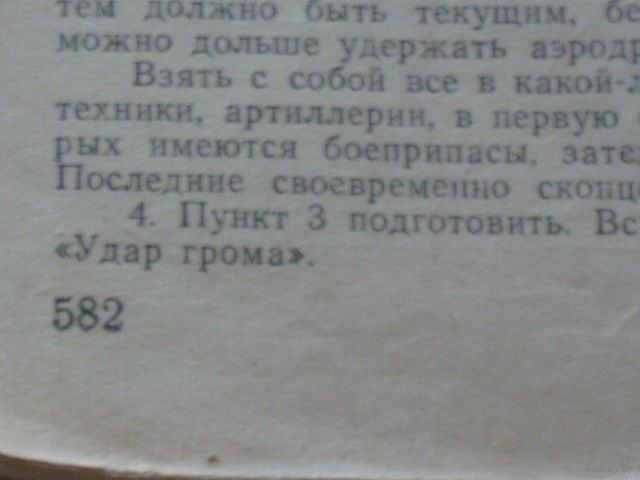 тем должно быть текущим, бе
можно дольше удержать аэродр
Взять с собой все в какой-л
техники, артиллерии, в первую
рых имеются боеприпасы, зате
Последние своевременно сконц
4. Пункт 3 подготовить. Вс
«Удар грома».
582